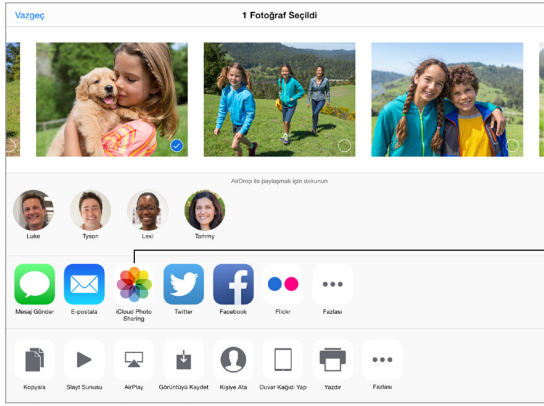 Vazgeç
1 Fotoğraf Seçildi
AirDrop ile paylaşmak için dokunun
Luke
Tyson
Lexi
Tammy
Mesaj Gönder
E-postala
iCloud Photo
Sharing
Twitter
Facebook
Flickr
Fazlası
Kopyala
Slayt Sunusu
AirPlay
Görüntüyü Kaydet
Kişiye Ata
Duvar Kağıdı Yap
Yazdır
Fazlası